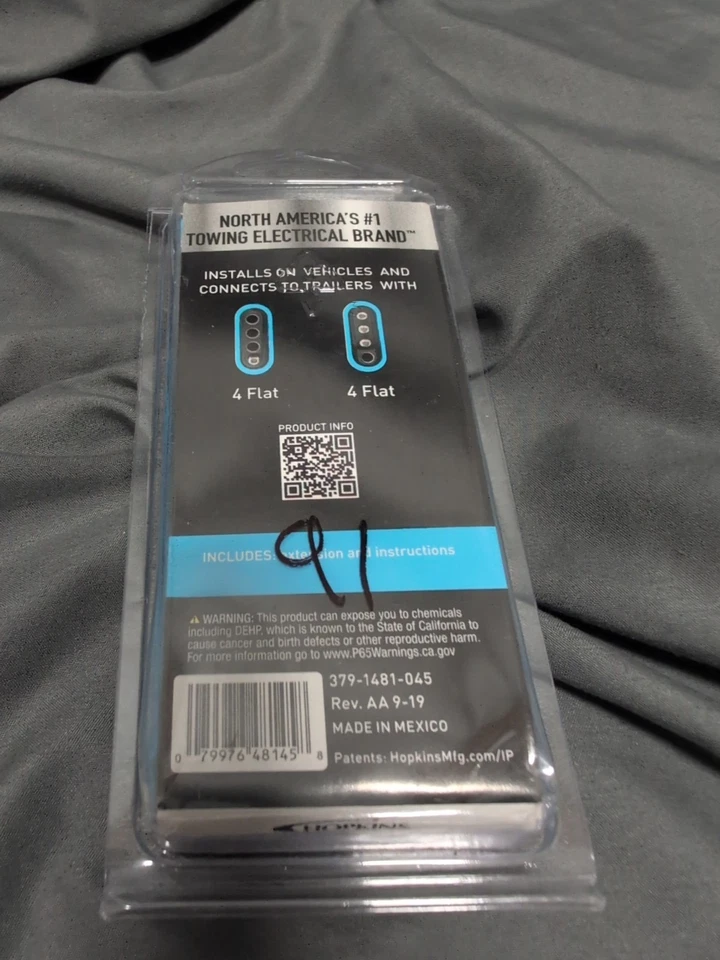 NORTH AMERICA'S #1
TOWING ELECTRICAL BRAND™
INSTALLS ON VEHICLES AND
CONNECTS TO TRAILERS WITH
4 Flat
4 Flat
PRODUCT INFO
91
INCLUDES: extension and instructions
⚠ WARNING: This product can expose you to chemicals
including DEHP, which is known to the State of California to
cause cancer and birth defects or other reproductive harm.
For more information go to www.P65Warnings.ca.gov
379-1481-045
Rev. AA 9-19
MADE IN MEXICO
Patents: HopkinsMfg.com/IP
0 79976 48145 8
HOPKINS